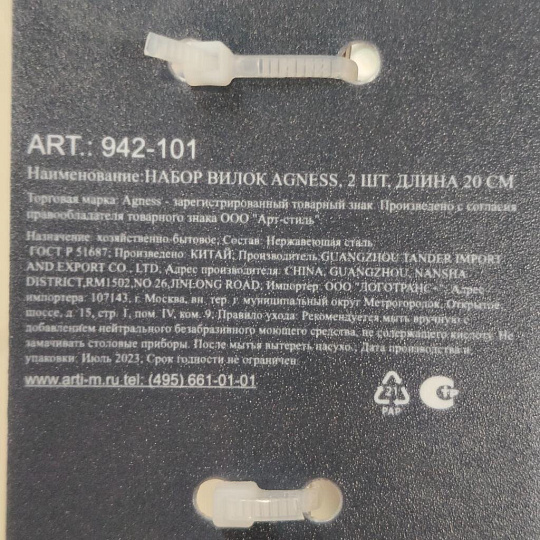 ART.: 942-101
Наименование:НАБОР ВИЛОК AGNESS, 2 ШТ, ДЛИНА 20 СМ
Торговая марка: Agness - зарегистрированный товарный знак. Произведено с согласия
правообладателя товарного знака ООО "Арт-стиль".
Назначение: хозяйственно-бытовое; Состав: Нержавеющая сталь.
ГОСТ Р 51687; Произведено: КИТАЙ; Производитель:GUANGZHOU TANDER IMPORT
AND EXPORT CO., LTD. Адрес производителя: CHINA, GUANGZHOU, NANSHA
DISTRICT,RM1502,NO.26,JINLONG ROAD; Импортер: ООО "ЛОГОТРАНС+". Адрес
импортера: 107143, г. Москва, вн. тер. г. муниципальный округ Метрогородок, Открытое
шоссе, д. 15, стр. 1, пом. IV, ком. 9; Правило ухода: Рекомендуется мыть вручную с
добавлением нейтрального безабразивного моющего средства, не содержащего кислоту. Не
замачивать столовые приборы. После мытья вытереть насухо.; Дата производства и
упаковки: Июль 2023; Срок годности не ограничен
www.arti-m.ru тел: (495) 661-01-01
21
PAP